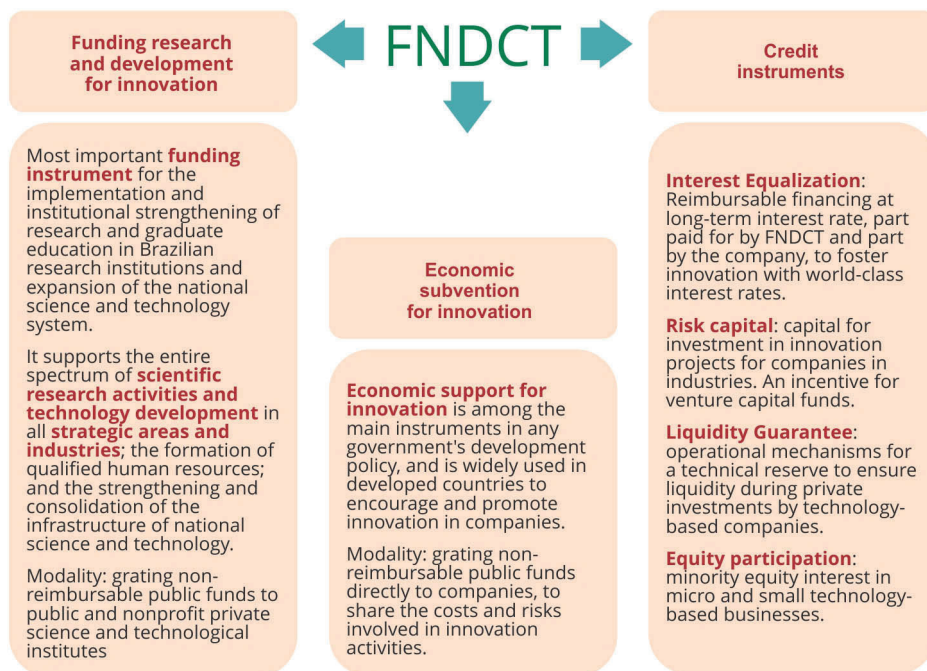 FNDCT
Funding research
and development
for innovation
Most important funding
instrument for the
implementation and
institutional strengthening of
research and graduate
education in Brazilian
research institutions and
expansion of the national
science and technology
system.
It supports the entire
spectrum of scientific
research activities and
technology development in
all strategic areas and
industries; the formation of
qualified human resources;
and the strengthening and
consolidation of the
infrastructure of national
science and technology.
Modality: grating non-
reimbursable public funds to
public and nonprofit private
science and technological
institutes
Economic
subvention
for innovation
Economic support for
innovation is among the
main instruments in any
government's development
policy, and is widely used in
developed countries to
encourage and promote
innovation in companies.
Modality: grating non-
reimbursable public funds
directly to companies, to
share the costs and risks
involved in innovation
activities.
Credit
instruments
Interest Equalization:
Reimbursable financing at
long-term interest rate, part
paid for by FNDCT and part
by the company, to foster
innovation with world-class
interest rates.
Risk capital: capital for
investment in innovation
projects for companies in
industries. An incentive for
venture capital funds.
Liquidity Guarantee:
operational mechanisms for
a technical reserve to ensure
liquidity during private
investments by technology-
based companies.
Equity participation:
minority equity interest in
micro and small technology-
based businesses.